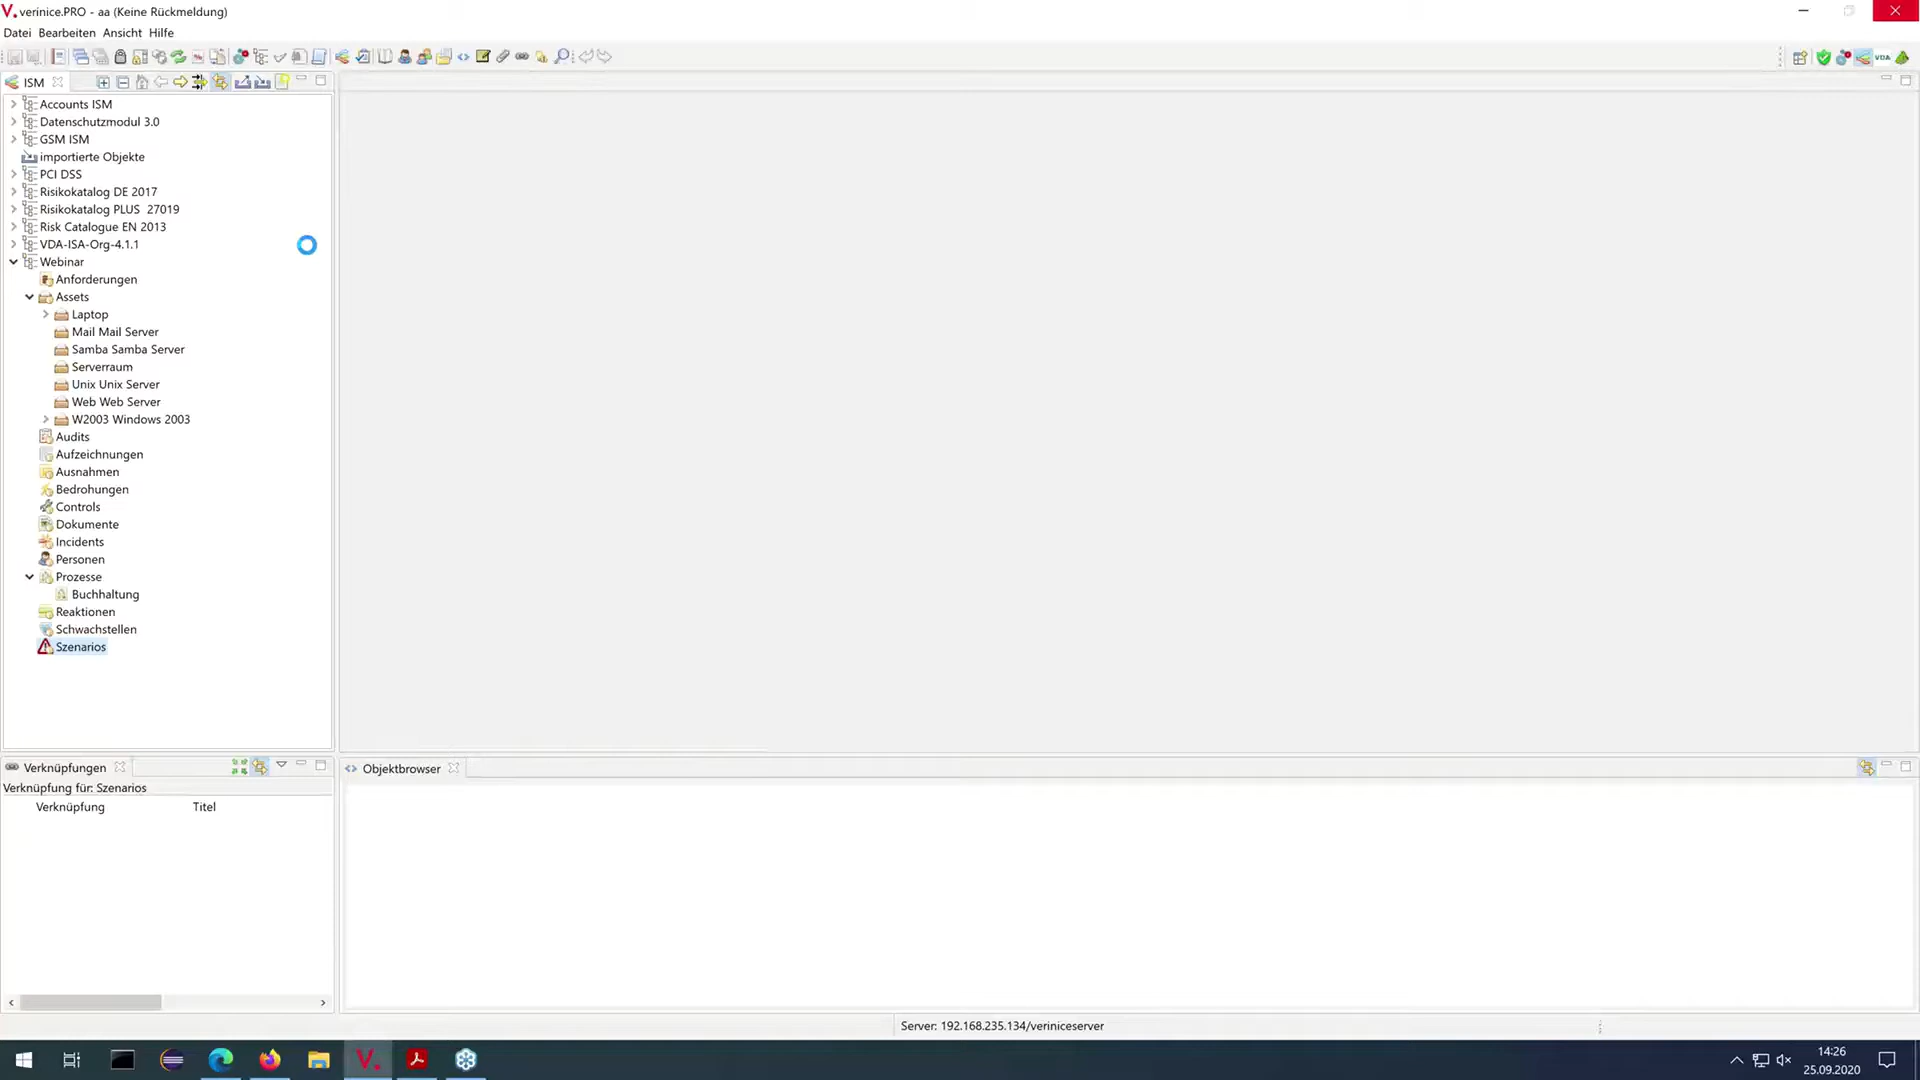 verinice.PRO - aa (Keine Rückmeldung)
Datei Bearbeiten Ansicht Hilfe
VDA
ISM
Accounts ISM
Datenschutzmodul 3.0
GSM ISM
importierte Objekte
PCI DSS
Risikokatalog DE 2017
Risikokatalog PLUS 27019
Risk Catalogue EN 2013
VDA-ISA-Org-4.1.1
Webinar
Anforderungen
Assets
Laptop
Mail Mail Server
Samba Samba Server
Serverraum
Unix Unix Server
Web Web Server
W2003 Windows 2003
Audits
Aufzeichnungen
Ausnahmen
Bedrohungen
Controls
Dokumente
Incidents
Personen
Prozesse
Buchhaltung
Reaktionen
Schwachstellen
Szenarios
Verknüpfungen
Verknüpfung für: Szenarios
Verknüpfung Titel
Objektbrowser
Server: 192.168.235.134/veriniceserver
14:26
25.09.2020